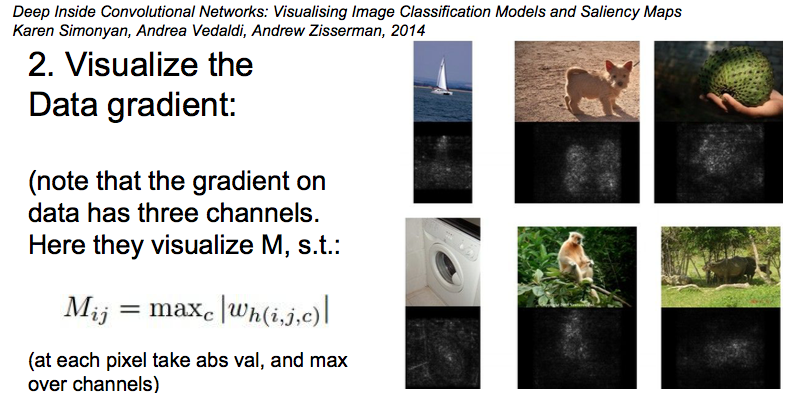 Deep Inside Convolutional Networks: Visualising Image Classification Models and Saliency Maps
Karen Simonyan, Andrea Vedaldi, Andrew Zisserman, 2014
2. Visualize the
Data gradient:
(note that the gradient on
data has three channels.
Here they visualize M, s.t.:
M_{ij} = max_c |w_{h(i,j,c)}|
(at each pixel take abs val, and max
over channels)